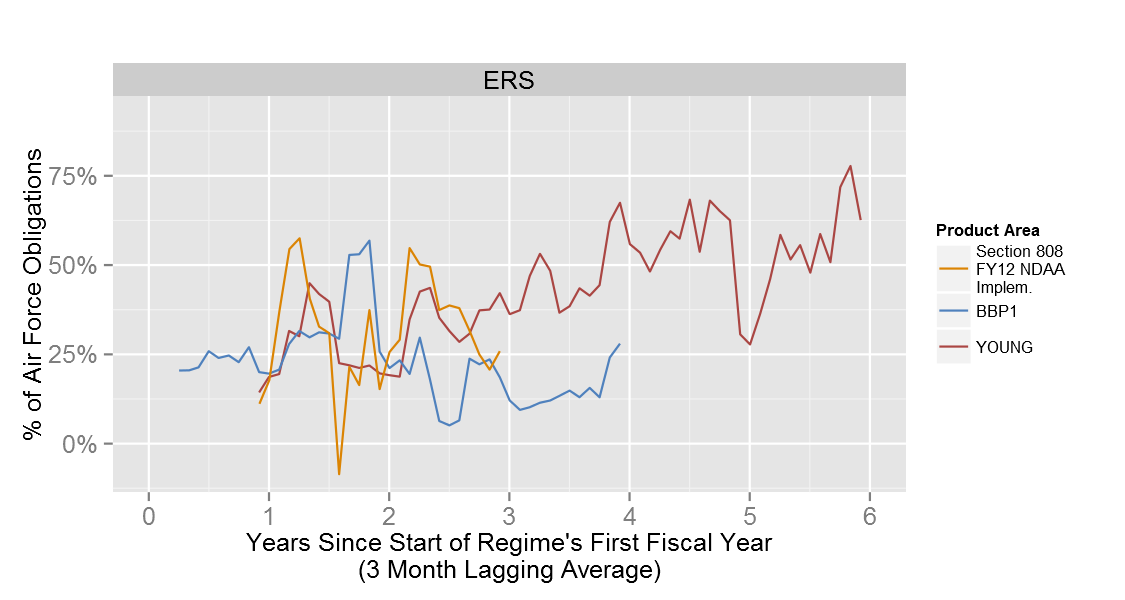 ERS
% of Air Force Obligations
75%
50%
25%
0%
0 1 2 3 4 5 6
Years Since Start of Regime's First Fiscal Year
(3 Month Lagging Average)
Product Area
Section 808
FY12 NDAA
Implem.
BBP1
YOUNG